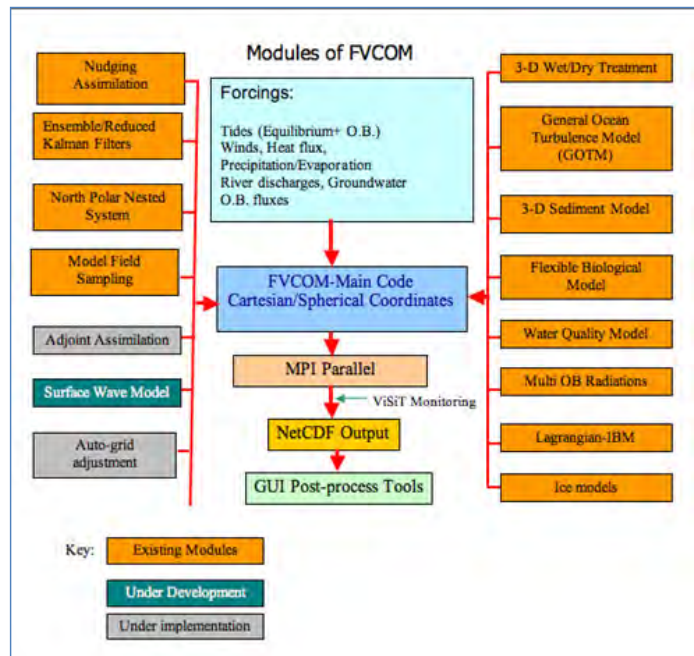 Modules of FVCOM
Nudging
Assimilation
Ensemble/Reduced
Kalman Filters
North Polar Nested
System
Model Field
Sampling
Adjoint Assimilation
Surface Wave Model
Auto-grid
adjustment
Forcings:
Tides (Equilibrium+ O.B.)
Winds, Heat flux,
Precipitation/Evaporation
River discharges, Groundwater
O.B. fluxes
FVCOM-Main Code
Cartesian/Spherical Coordinates
MPI Parallel
ViSiT Monitoring
NetCDF Output
GUI Post-process Tools
3-D Wet/Dry Treatment
General Ocean
Turbulence Model
(GOTM)
3-D Sediment Model
Flexible Biological
Model
Water Quality Model
Multi OB Radiations
Lagrangian-IBM
Ice models
Key:
Existing Modules
Under Development
Under implementation